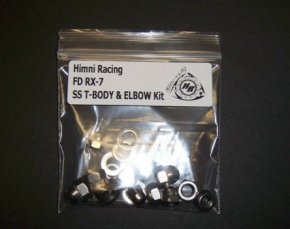 Himni Racing
FD RX-7
SS T-BODY & ELBOW Kit